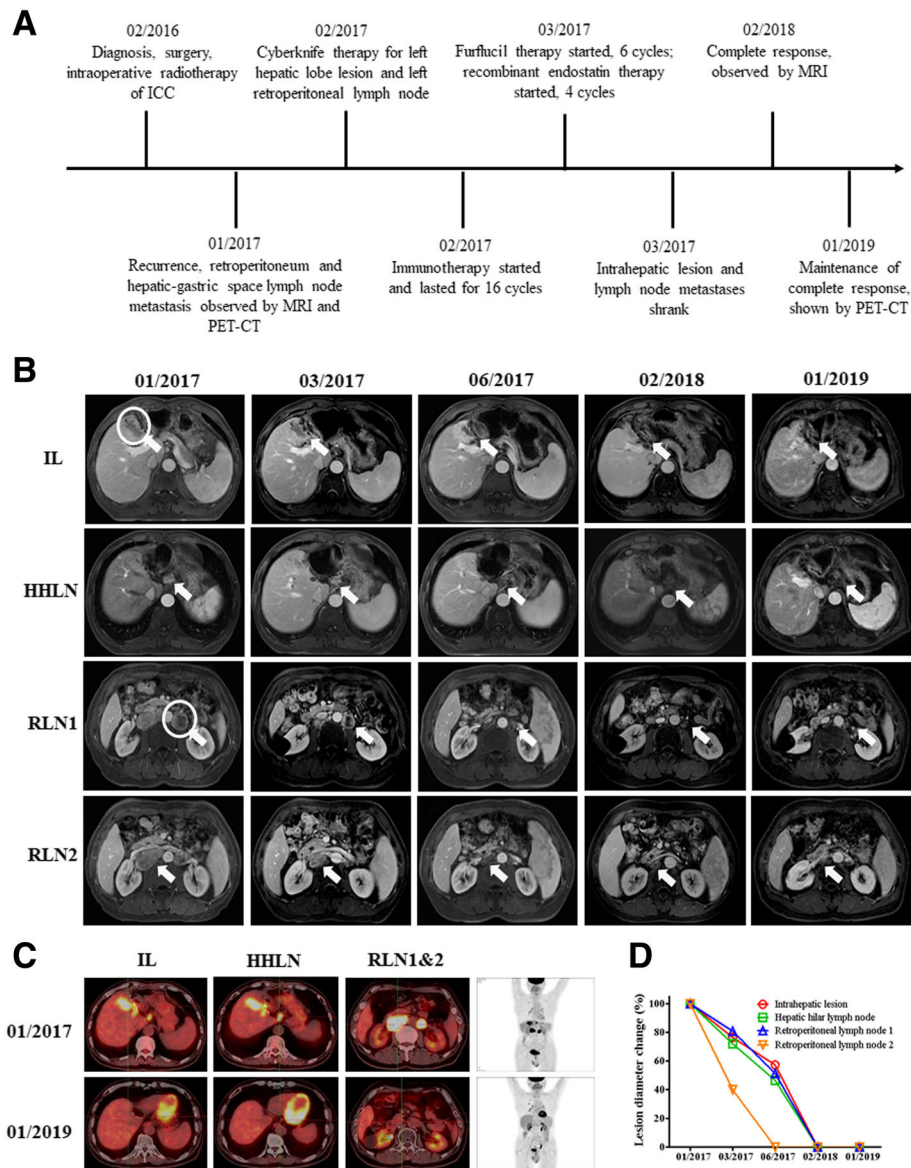 A
02/2016
Diagnosis, surgery,
intraoperative radiotherapy
of ICC
02/2017
Cyberknife therapy for left
hepatic lobe lesion and left
retroperitoneal lymph node
03/2017
Furflucil therapy started, 6 cycles;
recombinant endostatin therapy
started, 4 cycles
02/2018
Complete response,
observed by MRI
01/2017
Recurrence, retroperitoneum and
hepatic-gastric space lymph node
metastasis observed by MRI and
PET-CT
02/2017
Immunotherapy started
and lasted for 16 cycles
03/2017
Intrahepatic lesion and
lymph node metastases
shrank
01/2019
Maintenance of
complete response,
shown by PET-CT
B
01/2017 03/2017 06/2017 02/2018 01/2019
IL
HHLN
RLN1
RLN2
C
IL HHLN RLN1&2
01/2017
01/2019
D
Lesion diameter change (%)
100
80
60
40
20
0
Intrahepatic lesion
Hepatic hilar lymph node
Retroperitoneal lymph node 1
Retroperitoneal lymph node 2
01/2017 03/2017 06/2017 02/2018 01/2019